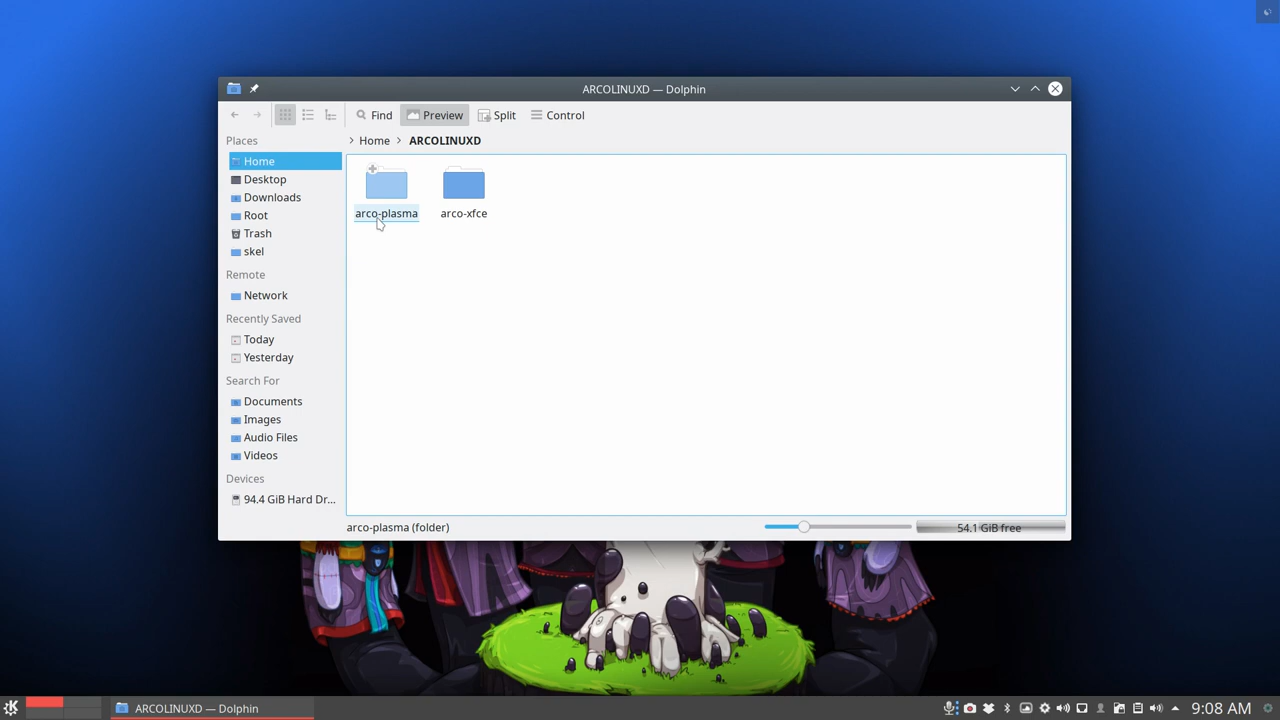 ARCOLINUXD — Dolphin
Find
Preview
Split
Control
Places
Home
ARCOLINUXD
Home
Desktop
Downloads
Root
Trash
skel
Remote
Network
Recently Saved
Today
Yesterday
Search For
Documents
Images
Audio Files
Videos
Devices
94.4 GiB Hard Dr...
arco-plasma
arco-xfce
arco-plasma (folder)
54.1 GiB free
ARCOLINUXD — Dolphin
9:08 AM